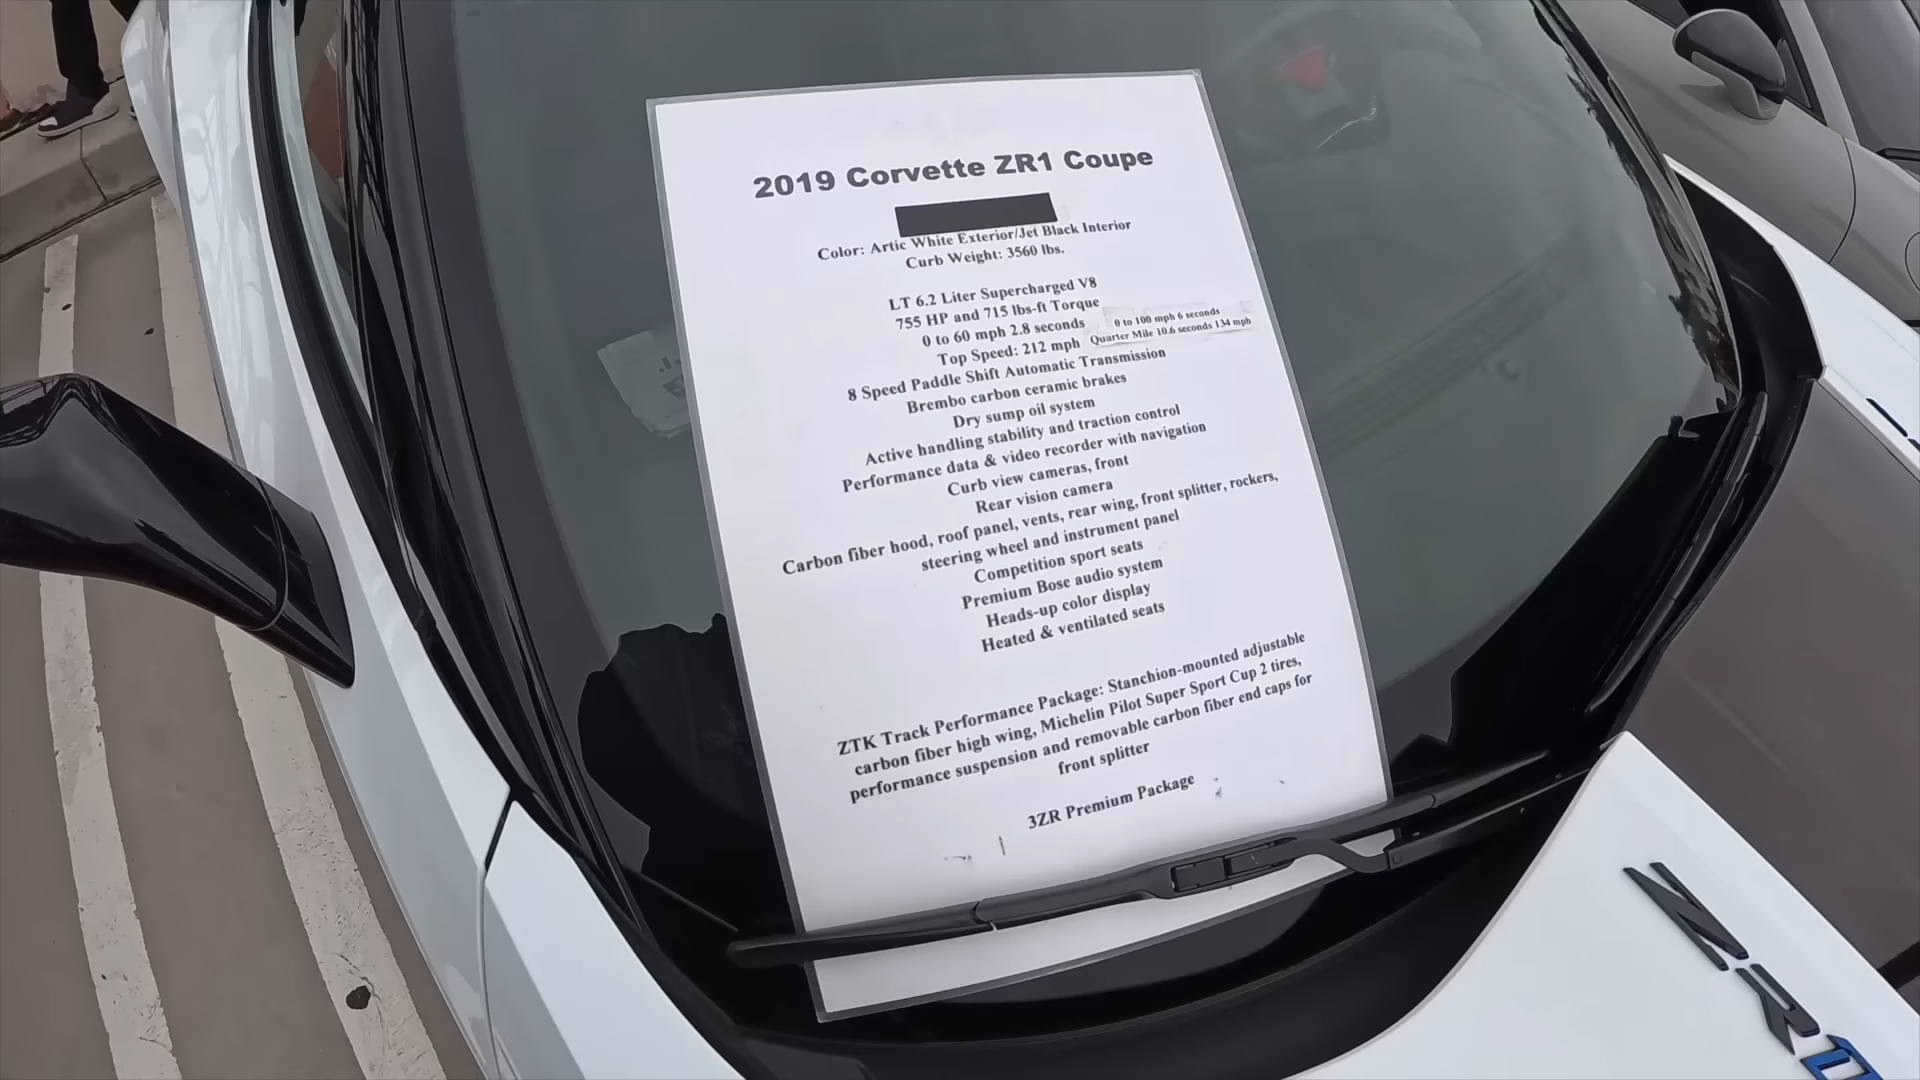 2019 Corvette ZR1 Coupe
Color: Artic White Exterior/Jet Black Interior
Curb Weight: 3560 lbs.
LT 6.2 Liter Supercharged V8
755 HP and 715 lbs-ft Torque
0 to 60 mph 2.8 seconds
0 to 100 mph 6 seconds
Top Speed: 212 mph
Quarter Mile 10.6 seconds 134 mph
8 Speed Paddle Shift Automatic Transmission
Brembo carbon ceramic brakes
Dry sump oil system
Active handling stability and traction control
Performance data & video recorder with navigation
Curb view cameras, front
Rear vision camera
Carbon fiber hood, roof panel, vents, rear wing, front splitter, rockers,
steering wheel and instrument panel
Competition sport seats
Premium Bose audio system
Heads-up color display
Heated & ventilated seats
ZTK Track Performance Package: Stanchion-mounted adjustable
carbon fiber high wing, Michelin Pilot Super Sport Cup 2 tires,
performance suspension and removable carbon fiber end caps for
front splitter
3ZR Premium Package
ZR1